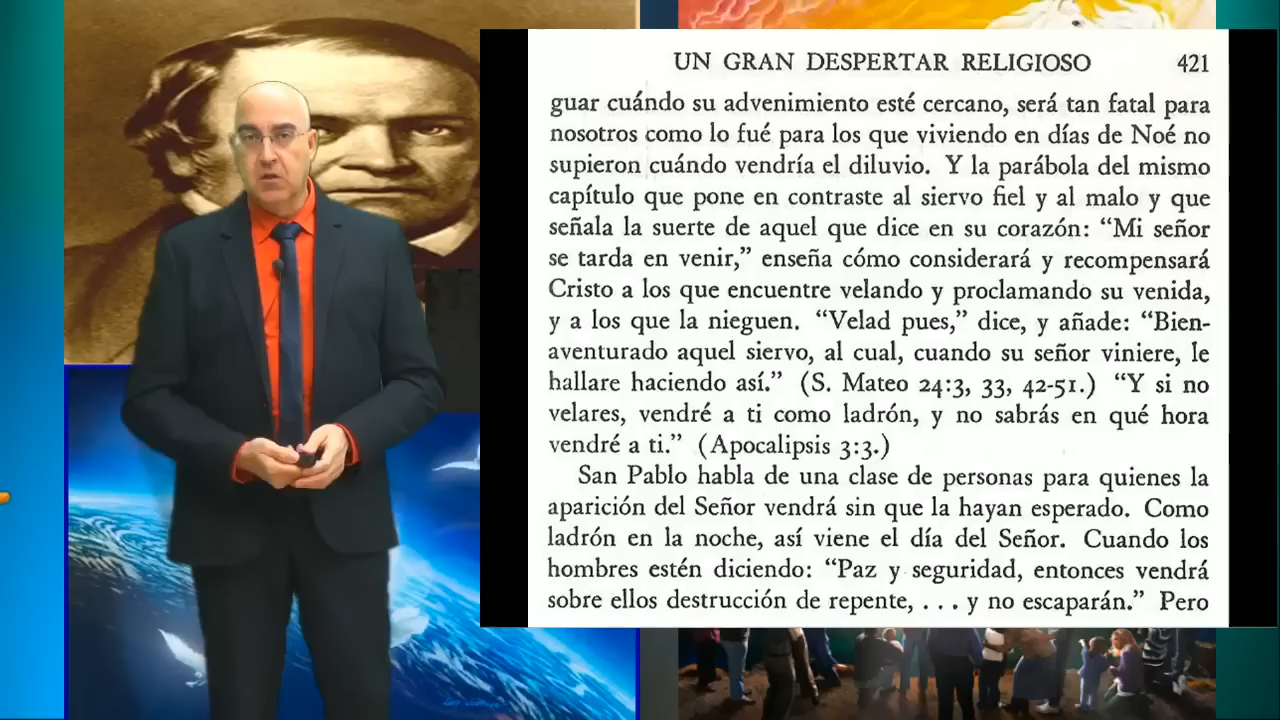 UN GRAN DESPERTAR RELIGIOSO 421
guar cuándo su advenimiento esté cercano, será tan fatal para
nosotros como lo fué para los que viviendo en días de Noé no
supieron cuándo vendría el diluvio. Y la parábola del mismo
capítulo que pone en contraste al siervo fiel y al malo y que
señala la suerte de aquel que dice en su corazón: “Mi señor
se tarda en venir,” enseña cómo considerará y recompensará
Cristo a los que encuentre velando y proclamando su venida,
y a los que la nieguen. “Velad pues,” dice, y añade: “Bien-
aventurado aquel siervo, al cual, cuando su señor viniere, le
hallare haciendo así.” (S. Mateo 24:3, 33, 42-51.) “Y si no
velares, vendré a ti como ladrón, y no sabrás en qué hora
vendré a ti.” (Apocalipsis 3:3.)
San Pablo habla de una clase de personas para quienes la
aparición del Señor vendrá sin que la hayan esperado. Como
ladrón en la noche, así viene el día del Señor. Cuando los
hombres estén diciendo: “Paz y seguridad, entonces vendrá
sobre ellos destrucción de repente, . . . y no escaparán.” Pero